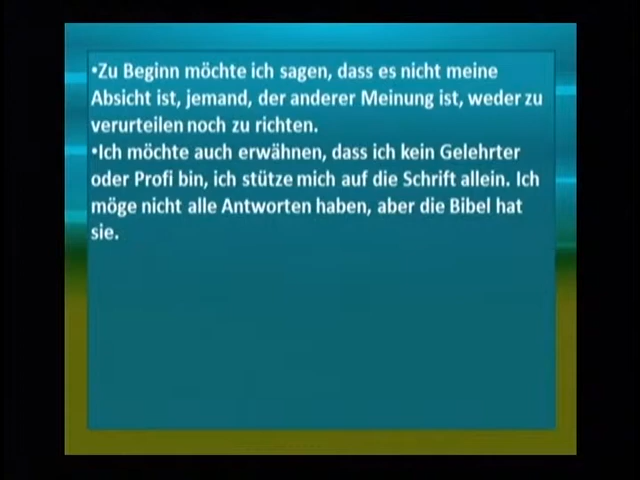 •Zu Beginn möchte ich sagen, dass es nicht meine
Absicht ist, jemand, der anderer Meinung ist, weder zu
verurteilen noch zu richten.
•Ich möchte auch erwähnen, dass ich kein Gelehrter
oder Profi bin, ich stütze mich auf die Schrift allein. Ich
möge nicht alle Antworten haben, aber die Bibel hat
sie.